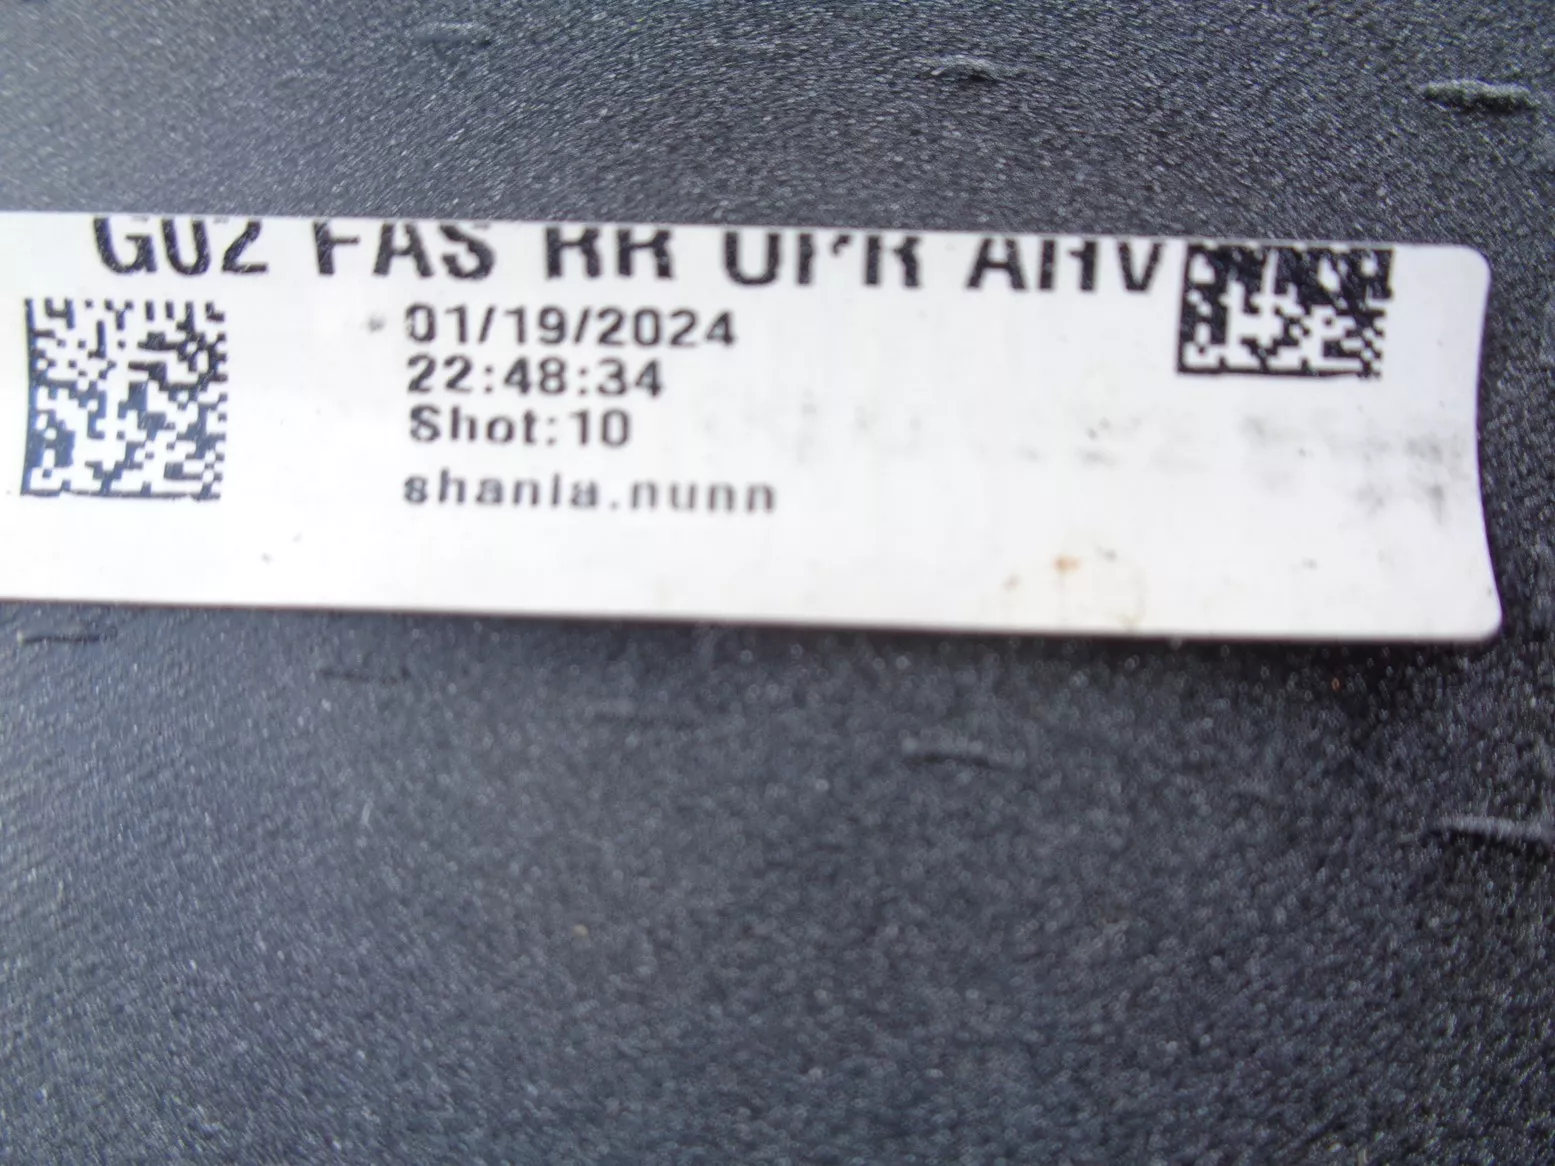 G02 FAS RR UPR AHV
01/19/2024
22:48:34
Shot:10
shania.nunn